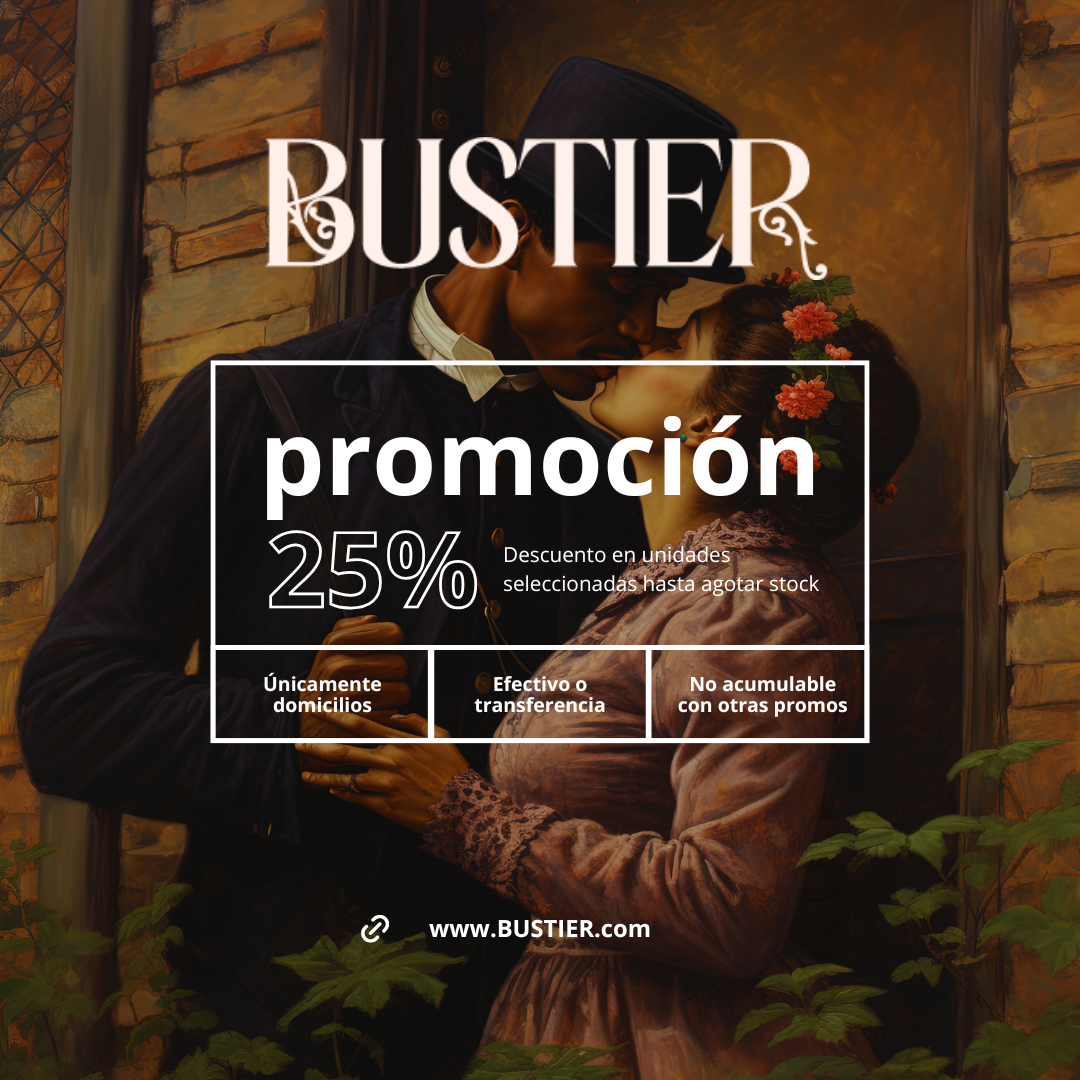 BUSTIER
promoción
25%
Descuento en unidades
seleccionadas hasta agotar stock
Únicamente
domicilios
Efectivo o
transferencia
No acumulable
con otras promos
www.BUSTIER.com